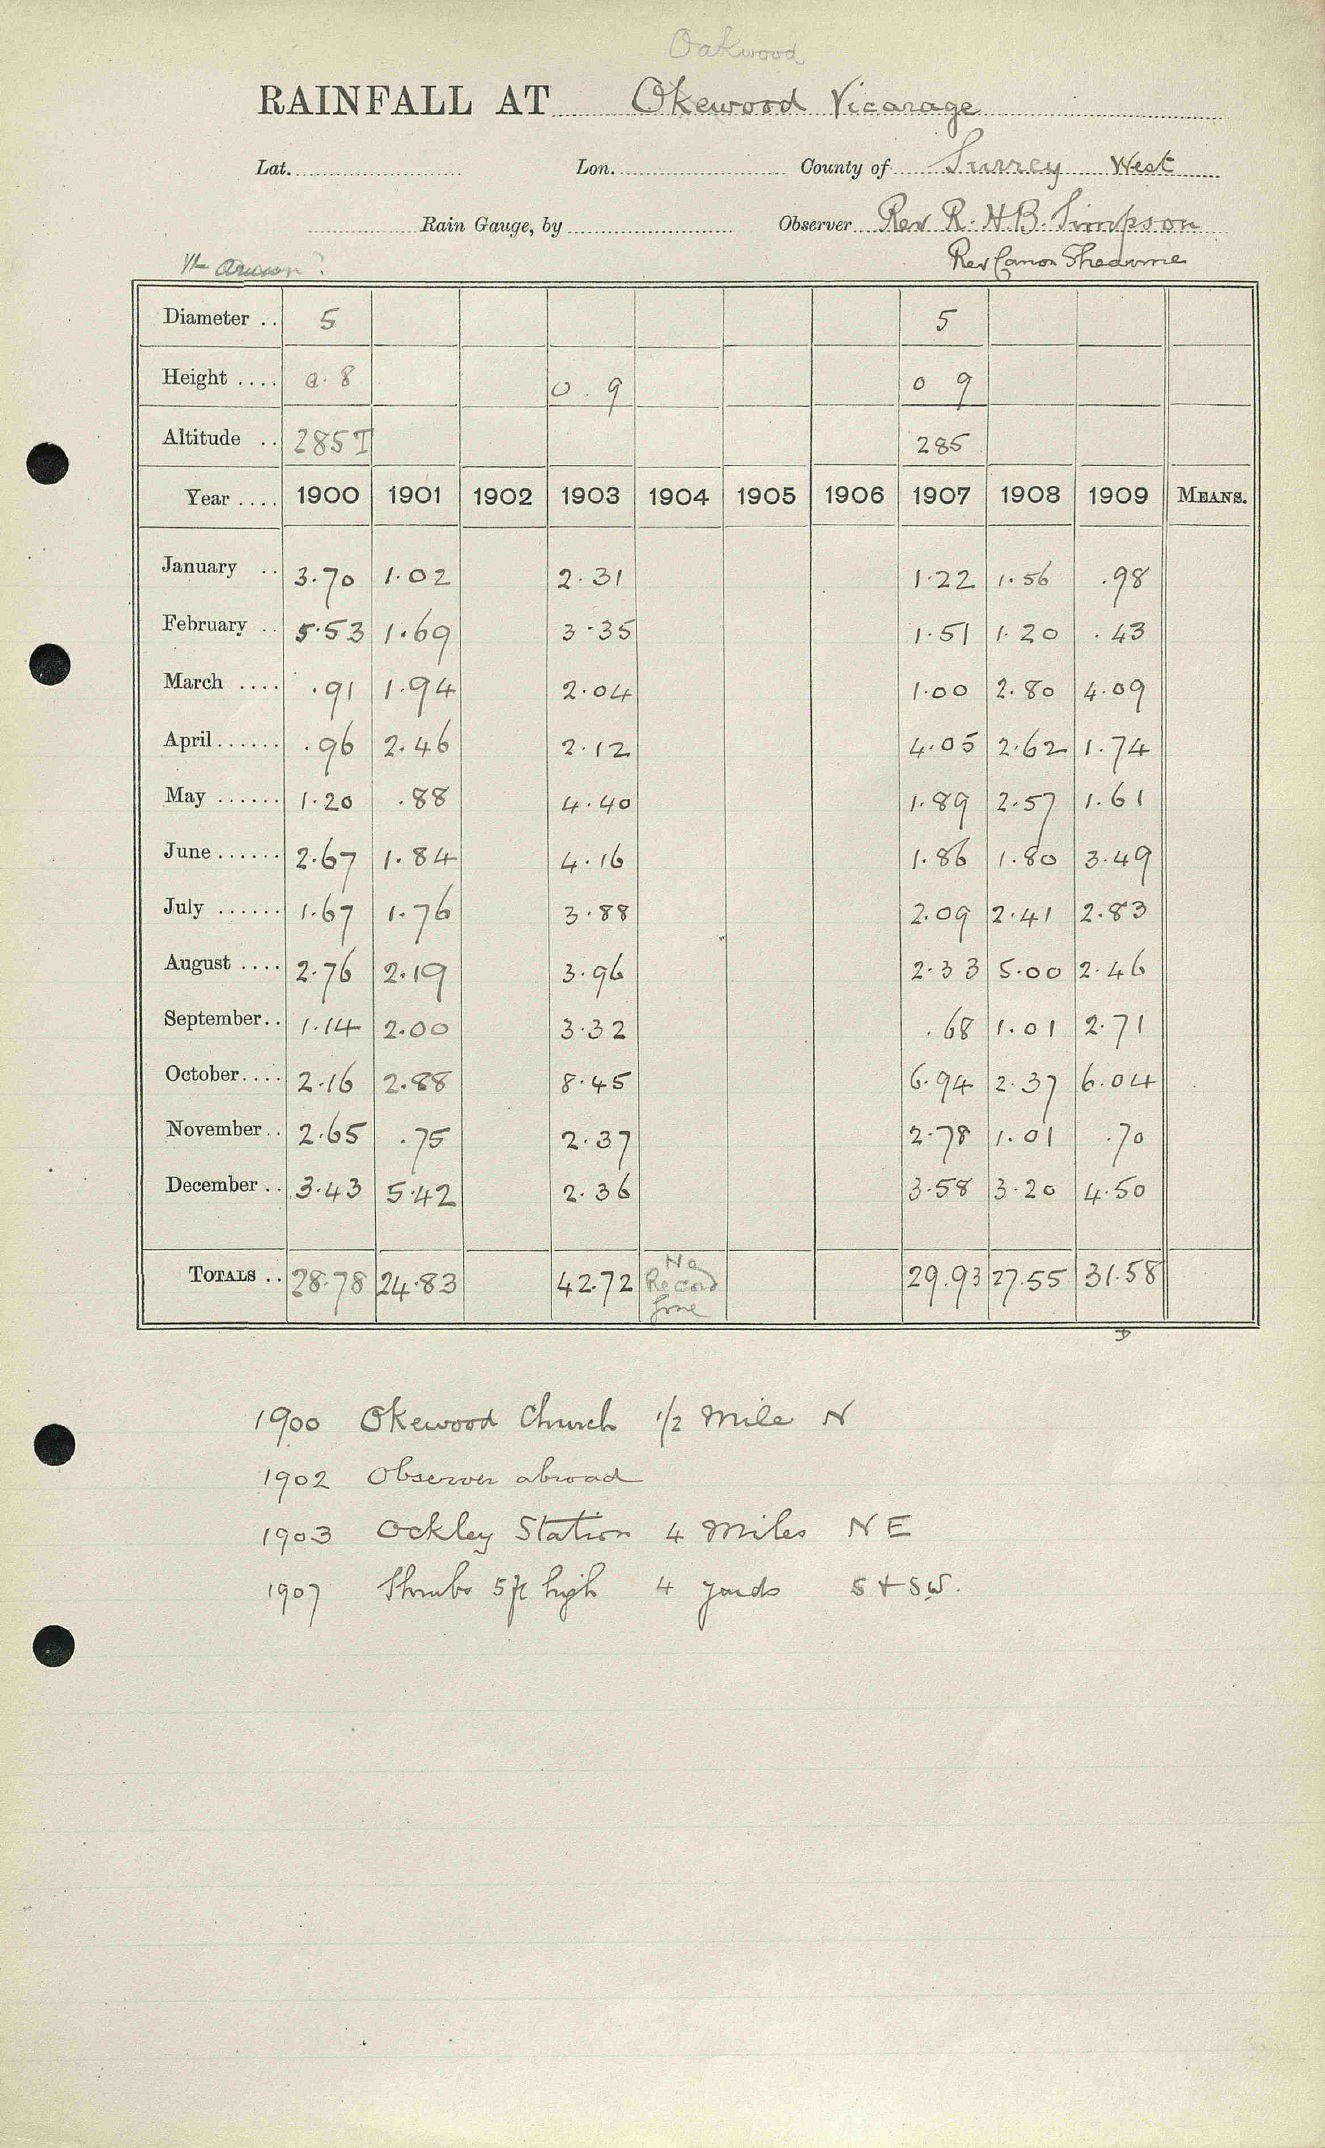 Oakwood
RAINFALL AT Okewood Vicarage
Lat. Lon. County of Surrey West
Rain Gauge, by Observer Rev R. H B. Simpson
Rev Canon Shearme
Diameter .. 5 5
Height .... 0. 8 0 . 9 0 9
Altitude .. 285 T 285
Year .... 1900 1901 1902 1903 1904 1905 1906 1907 1908 1909 MEANS.
January .. 3.70 1.02 2.31 1.22 1.56 .98
February .. 5.53 1.69 3.35 1.51 1.20 .43
March .... .91 1.94 2.04 1.00 2.80 4.09
April...... .96 2.46 2.12 4.05 2.62 1.74
May ...... 1.20 .88 4.40 1.89 2.57 1.61
June...... 2.67 1.84 4.16 1.86 1.80 3.49
July ...... 1.67 1.76 3.88 2.09 2.41 2.83
August .... 2.76 2.19 3.96 2.33 5.00 2.46
September.. 1.14 2.00 3.32 .68 1.01 2.71
October.... 2.16 2.88 8.45 6.94 2.37 6.04
November.. 2.65 .75 2.37 2.78 1.01 .70
December .. 3.43 5.42 2.36 3.58 3.20 4.50
TOTALS .. 28.78 24.83 42.72 No Record 29.93 27.55 31.58
1900 Okewood Church 1/2 Mile N
1902 Observer abroad
1903 Ockley Station 4 Miles N E
1907 Shrubs 5 ft high 4 yards S + SW.